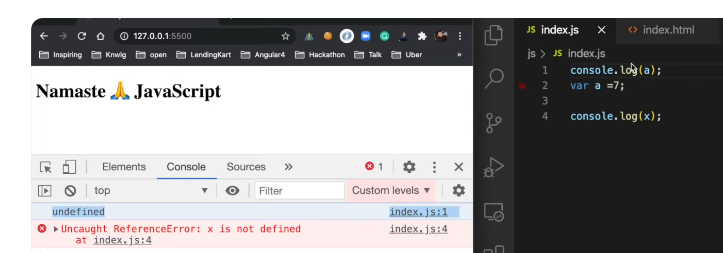 127.0.0.1:5500
Inspiring Knwig open LendingKart Angular4 Hackathon Talk Uber »
Namaste 🙏 JavaScript
Elements Console Sources » 1
top Filter Custom levels ▼
undefined index.js:1
Uncaught ReferenceError: x is not defined index.js:4
at index.js:4
JS index.js X <> index.html
js > JS index.js
1 console.log(a);
2 var a =7;
3
4 console.log(x);